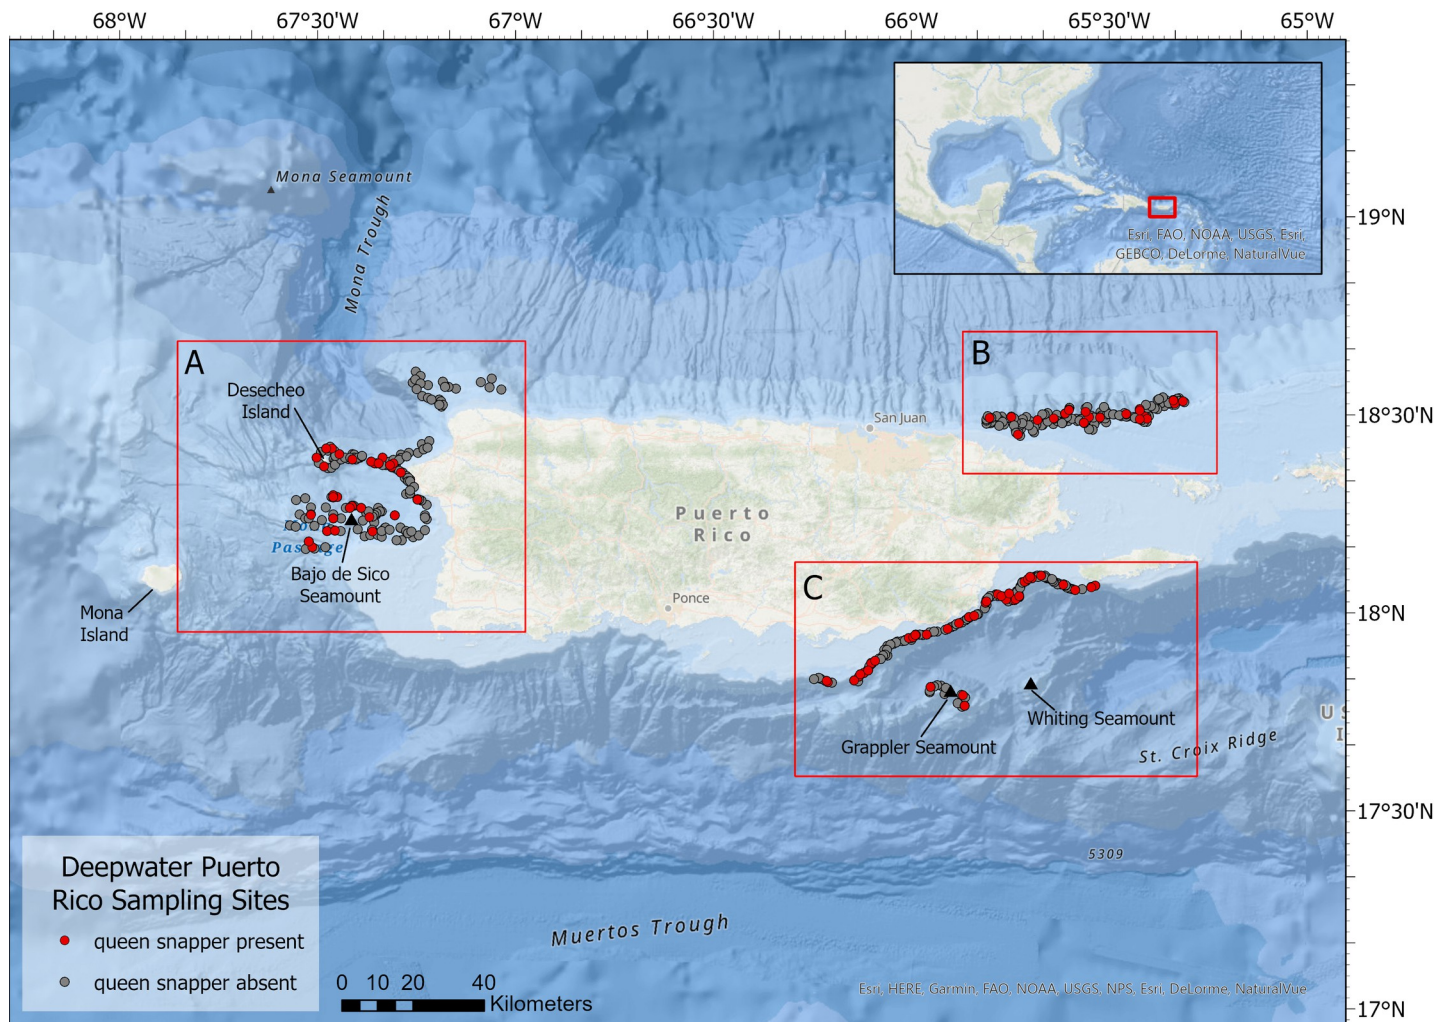 68°W
67°30'W
67°W
66°30'W
66°W
65°30'W
65°W
Mona Seamount
Mona Trough
Esri, FAO, NOAA, USGS, Esri,
GEBCO, DeLorme, NaturalVue
19°N
A
Desecheo
Island
B
San Juan
18°30'N
Puerto
Rico
Passage
Bajo de Sico
Seamount
Mona
Island
Ponce
C
18°N
Whiting Seamount
Grappler Seamount
St. Croix Ridge
U S
I
17°30'N
5309
Deepwater Puerto
Rico Sampling Sites
queen snapper present
queen snapper absent
Muertos Trough
0 10 20 40
Kilometers
Esri, HERE, Garmin, FAO, NOAA, USGS, NPS, Esri, DeLorme, NaturalVue
17°N